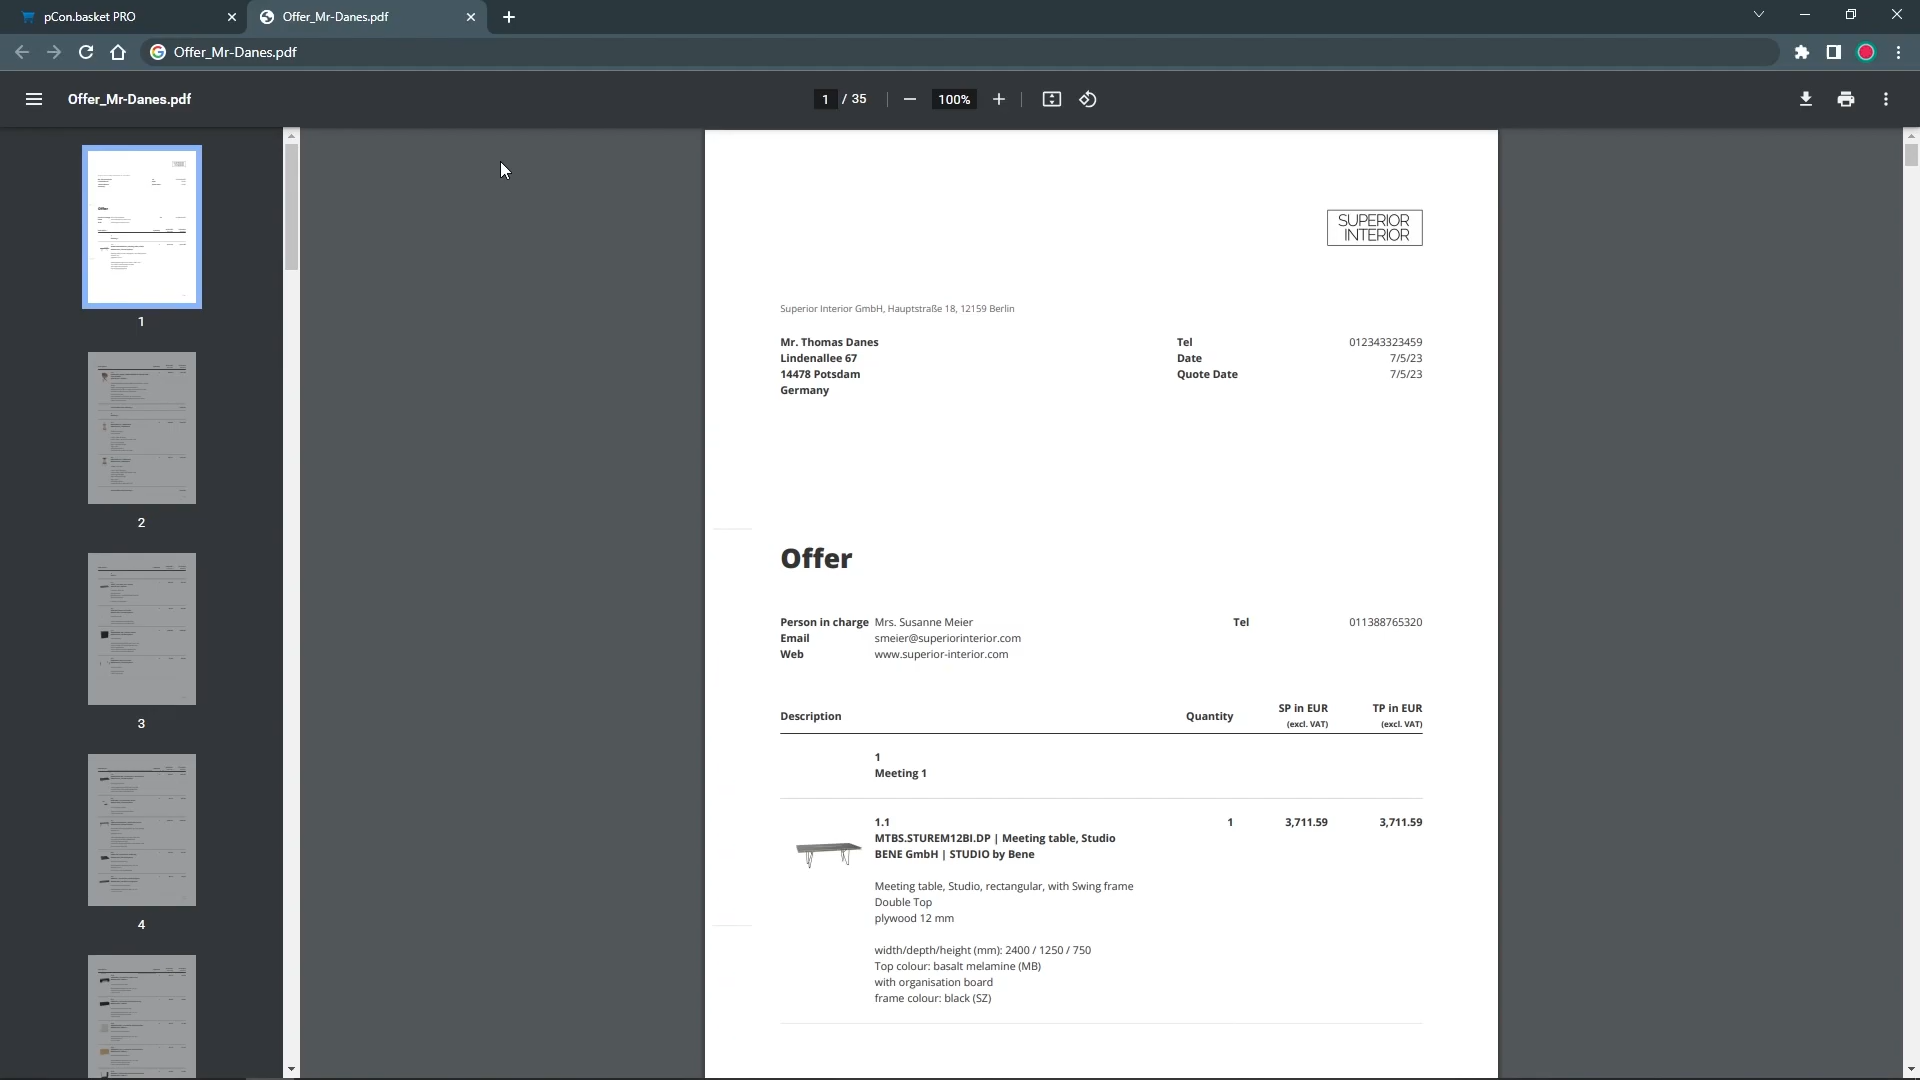 pCon.basket PRO
Offer_Mr-Danes.pdf
Offer_Mr-Danes.pdf
Offer_Mr-Danes.pdf
1 / 35
100%
SUPERIOR
INTERIOR
Superior Interior GmbH, Hauptstraße 18, 12159 Berlin
Mr. Thomas Danes
Lindenallee 67
14478 Potsdam
Germany
Tel 012343323459
Date 7/5/23
Quote Date 7/5/23
Offer
Person in charge Mrs. Susanne Meier Tel 011388765320
Email smeier@superiorinterior.com
Web www.superior-interior.com
Description Quantity SP in EUR (excl. VAT) TP in EUR (excl. VAT)
1
Meeting 1
1.1 1 3,711.59 3,711.59
MTBS.STUREM12BI.DP | Meeting table, Studio
BENE GmbH | STUDIO by Bene
Meeting table, Studio, rectangular, with Swing frame
Double Top
plywood 12 mm
width/depth/height (mm): 2400 / 1250 / 750
Top colour: basalt melamine (MB)
with organisation board
frame colour: black (SZ)
1
2
3
4